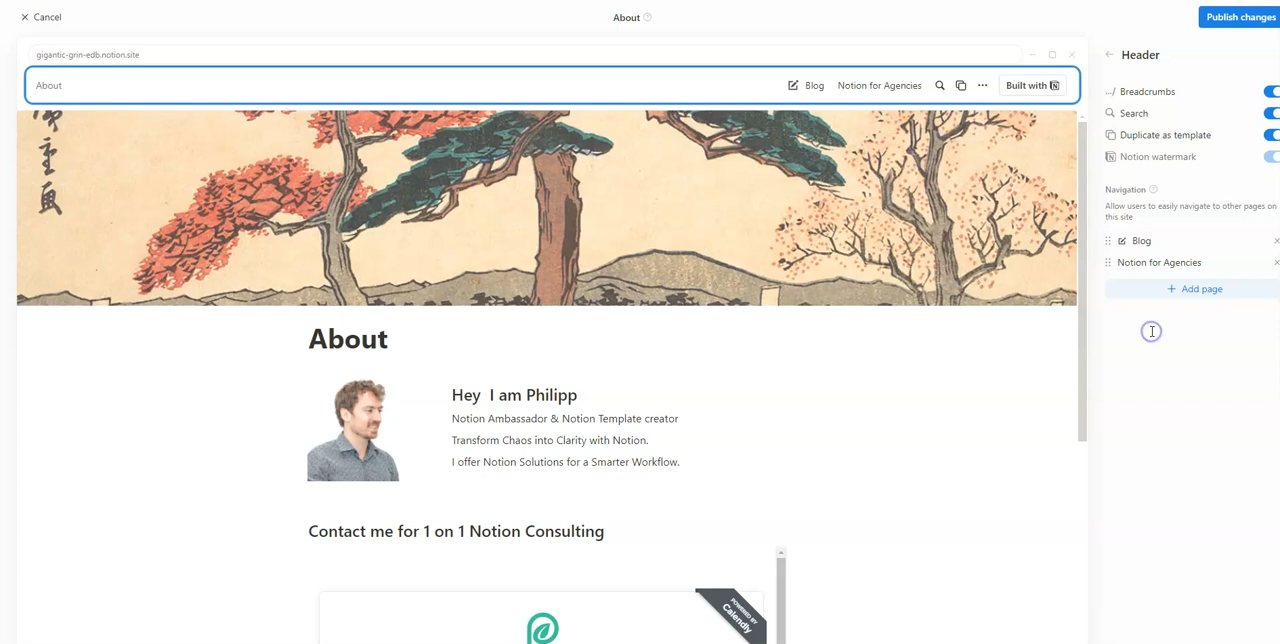 Cancel
About
Publish changes
gigantic-grin-edb.notion.site
About
Blog
Notion for Agencies
Built with
About
Hey I am Philipp
Notion Ambassador & Notion Template creator
Transform Chaos into Clarity with Notion.
I offer Notion Solutions for a Smarter Workflow.
Contact me for 1 on 1 Notion Consulting
POWERED BY
Calendly
Header
Breadcrumbs
Search
Duplicate as template
Notion watermark
Navigation
Allow users to easily navigate to other pages on
this site
Blog
Notion for Agencies
Add page